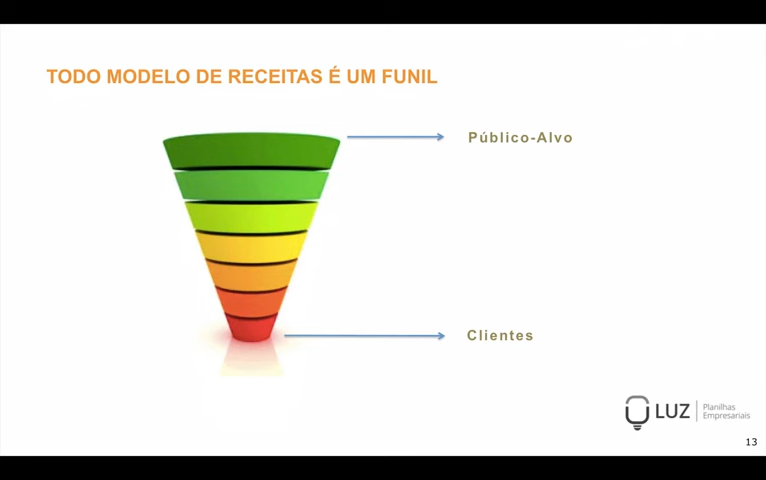 TODO MODELO DE RECEITAS É UM FUNIL
Público-Alvo
Clientes
LUZ
Planilhas
Empresariais
13